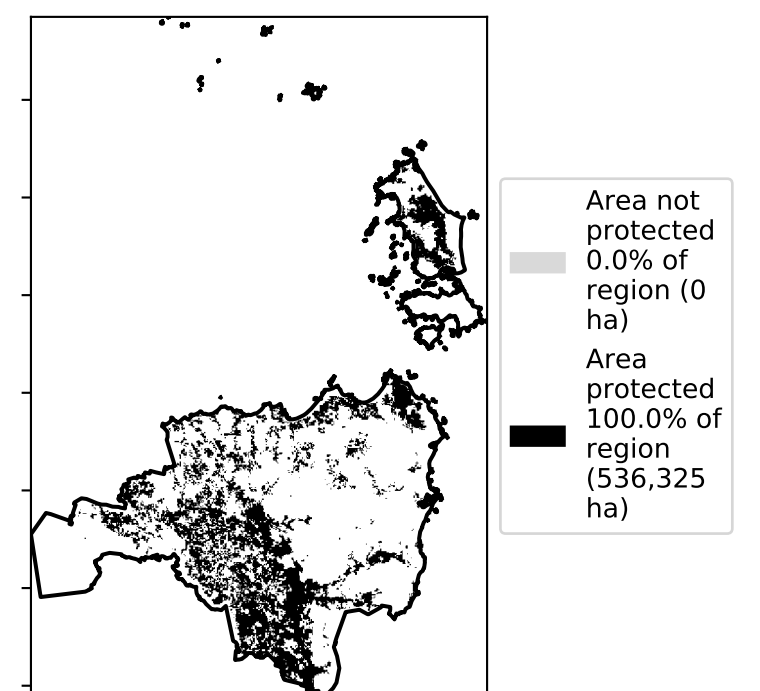 Area not
protected
0.0% of
region (0
ha)
Area
protected
100.0% of
region
(536,325
ha)